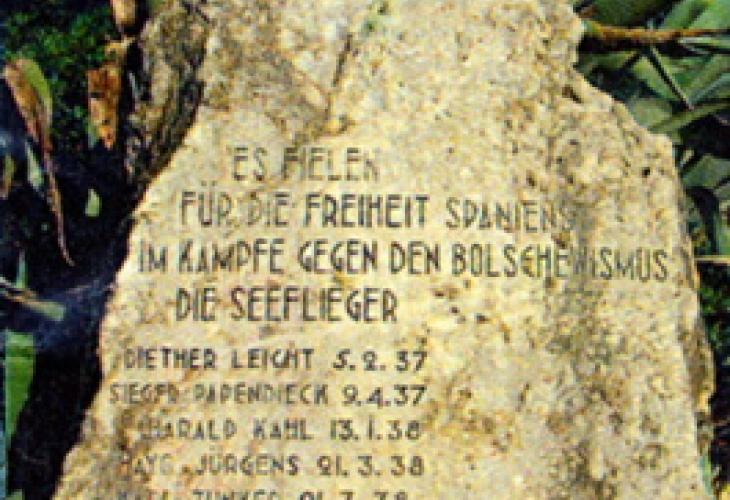 ES FIELEN
FÜR DIE FREIHEIT SPANIENS
IM KAMPFE GEGEN DEN BOLSCHEWISMUS
DIE SEEFLIEGER
DIETHER LEICHT 5.2.37
SIEGFR. PAPENDIECK 9.4.37
HARALD KAHL 13.1.38
JÜRGENS 21.3.38